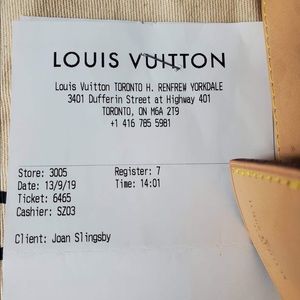 LOUIS VUITTON
Louis Vuitton TORONTO H. RENFREW YORKDALE
3401 Dufferin Street at Highway 401
TORONTO, ON M6A 2T9
+1 416 785 5981
Store: 3005 Register: 7
Date: 13/9/19 Time: 14:01
Ticket: 6465
Cashier: SZ03
Client: Joan Slingsby